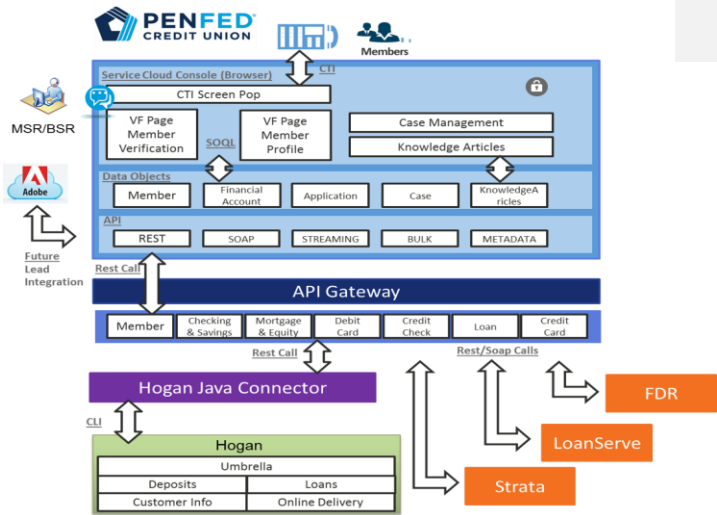 PENFED®
CREDIT UNION
Members
CTI
Service Cloud Console (Browser)
CTI Screen Pop
MSR/BSR
VF Page
Member
Verification
SOQL
VF Page
Member
Profile
Case Management
Knowledge Articles
Adobe
Data Objects
Member
Financial
Account
Application
Case
KnowledgeA
ricles
API
REST
SOAP
STREAMING
BULK
METADATA
Future
Lead
Integration
Rest Call
API Gateway
Member
Checking
& Savings
Mortgage
& Equity
Debit
Card
Credit
Check
Loan
Credit
Card
Rest Call
Rest/Soap Calls
Hogan Java Connector
FDR
CLI
LoanServe
Hogan
Umbrella
Deposits
Loans
Customer Info
Online Delivery
Strata